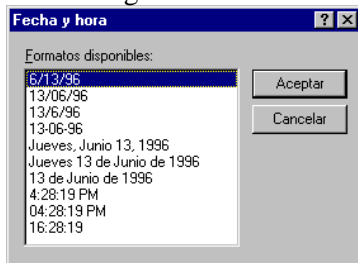 Fecha y hora
Formatos disponibles:
6/13/96
13/06/96
13/6/96
13-06-96
Jueves, Junio 13, 1996
Jueves 13 de Junio de 1996
13 de Junio de 1996
4:28:19 PM
04:28:19 PM
16:28:19
Aceptar
Cancelar